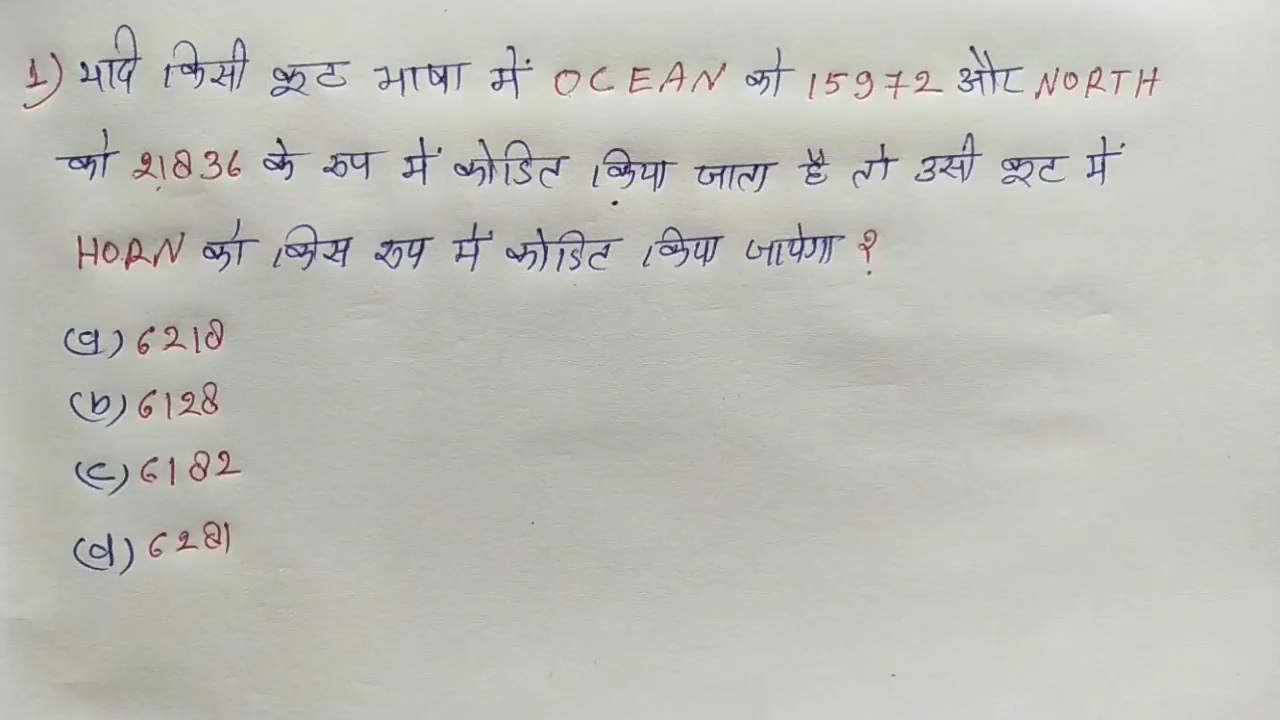 1) यदि किसी कूट भाषा में OCEAN को 15972 और NORTH
को 21836 के रूप में कोडित किया जाता है तो उसी कूट में
HORN को किस रूप में कोडित किया जायेगा ?
(a) 6218
(b) 6128
(c) 6182
(d) 6281